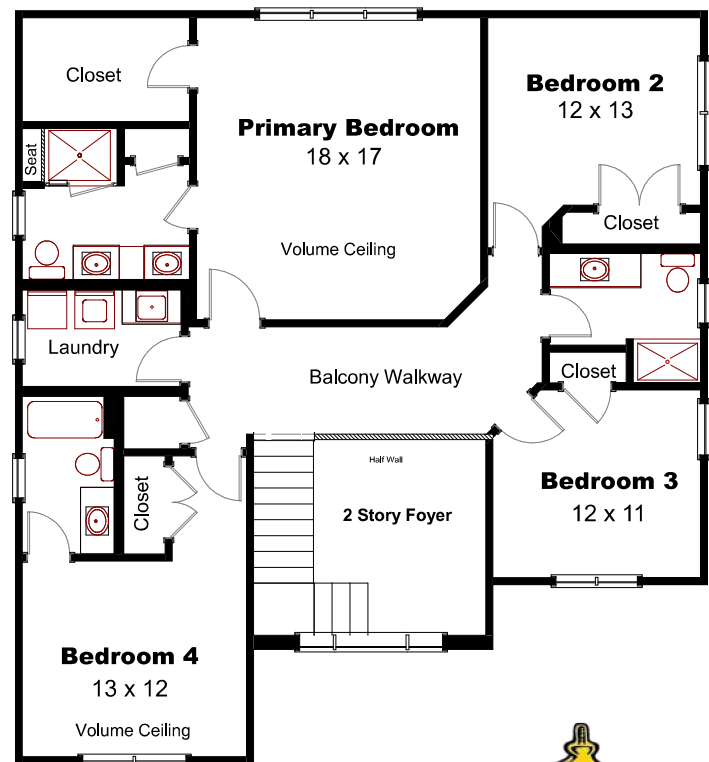 Closet
Primary Bedroom
18 x 17
Volume Ceiling
Bedroom 2
12 x 13
Closet
Seat
Laundry
Balcony Walkway
Closet
Half Wall
2 Story Foyer
Bedroom 3
12 x 11
Closet
Bedroom 4
13 x 12
Volume Ceiling